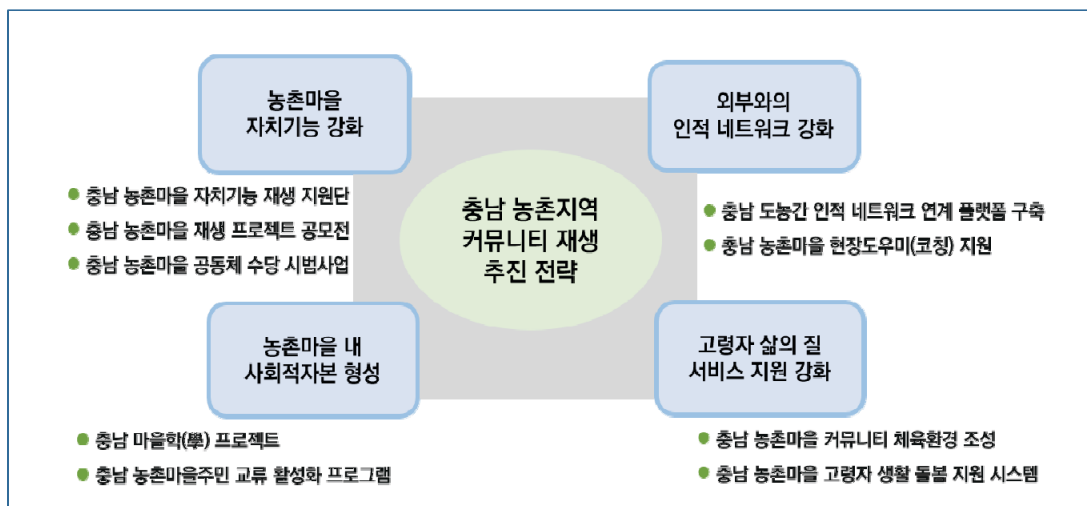 농촌마을
자치기능 강화
충남 농촌마을 자치기능 재생 지원단
충남 농촌마을 재생 프로젝트 공모전
충남 농촌마을 공동체 수당 시범사업
외부와의
인적 네트워크 강화
충남 도농간 인적 네트워크 연계 플랫폼 구축
충남 농촌마을 현장도우미(코칭) 지원
충남 농촌지역
커뮤니티 재생
추진 전략
농촌마을 내
사회적자본 형성
충남 마을학(學) 프로젝트
충남 농촌마을주민 교류 활성화 프로그램
고령자 삶의 질
서비스 지원 강화
충남 농촌마을 커뮤니티 체육환경 조성
충남 농촌마을 고령자 생활 돌봄 지원 시스템